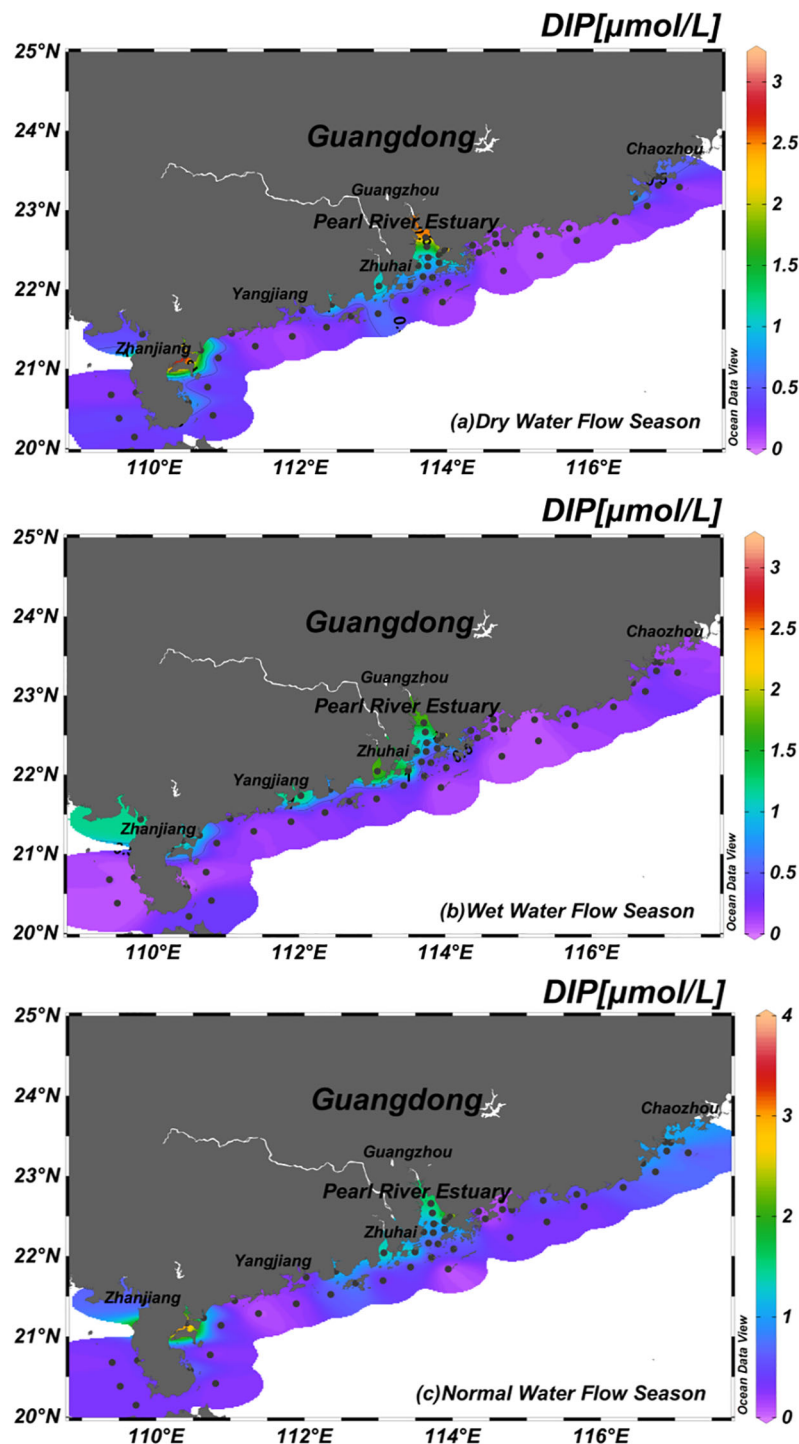 DIP[µmol/L]
25°N
24°N
23°N
22°N
21°N
20°N
Guangdong
Chaozhou
Guangzhou
Pearl River Estuary
Zhuhai
Yangjiang
Zhanjiang
3
2.5
2
1.5
1
0.5
0
Ocean Data View
(a)Dry Water Flow Season
110°E 112°E 114°E 116°E
DIP[µmol/L]
25°N
24°N
23°N
22°N
21°N
20°N
Guangdong
Chaozhou
Guangzhou
Pearl River Estuary
Zhuhai
0.5
1
Yangjiang
Zhanjiang
3
2.5
2
1.5
1
0.5
0
Ocean Data View
(b)Wet Water Flow Season
110°E 112°E 114°E 116°E
DIP[µmol/L]
25°N
24°N
23°N
22°N
21°N
20°N
Guangdong
Chaozhou
Guangzhou
Pearl River Estuary
Zhuhai
Yangjiang
Zhanjiang
4
3
2
1
0
Ocean Data View
(c)Normal Water Flow Season
110°E 112°E 114°E 116°E